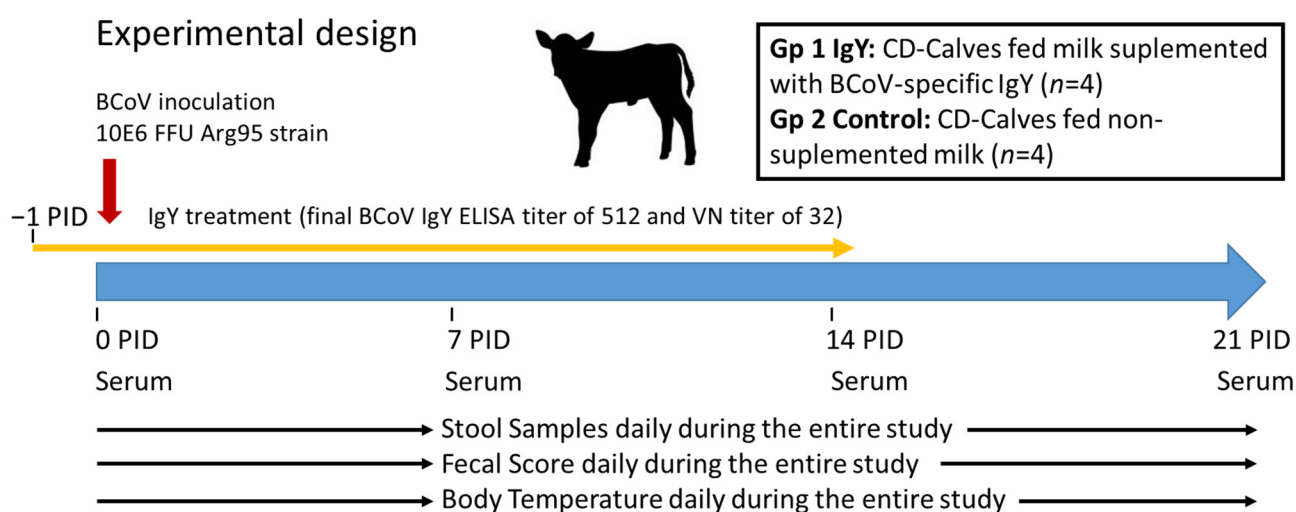 Experimental design
BCoV inoculation
10E6 FFU Arg95 strain
Gp 1 IgY: CD-Calves fed milk suplemented
with BCoV-specific IgY (n=4)
Gp 2 Control: CD-Calves fed non-
suplemented milk (n=4)
−1 PID
IgY treatment (final BCoV IgY ELISA titer of 512 and VN titer of 32)
0 PID
7 PID
14 PID
21 PID
Serum
Serum
Serum
Serum
Stool Samples daily during the entire study
Fecal Score daily during the entire study
Body Temperature daily during the entire study